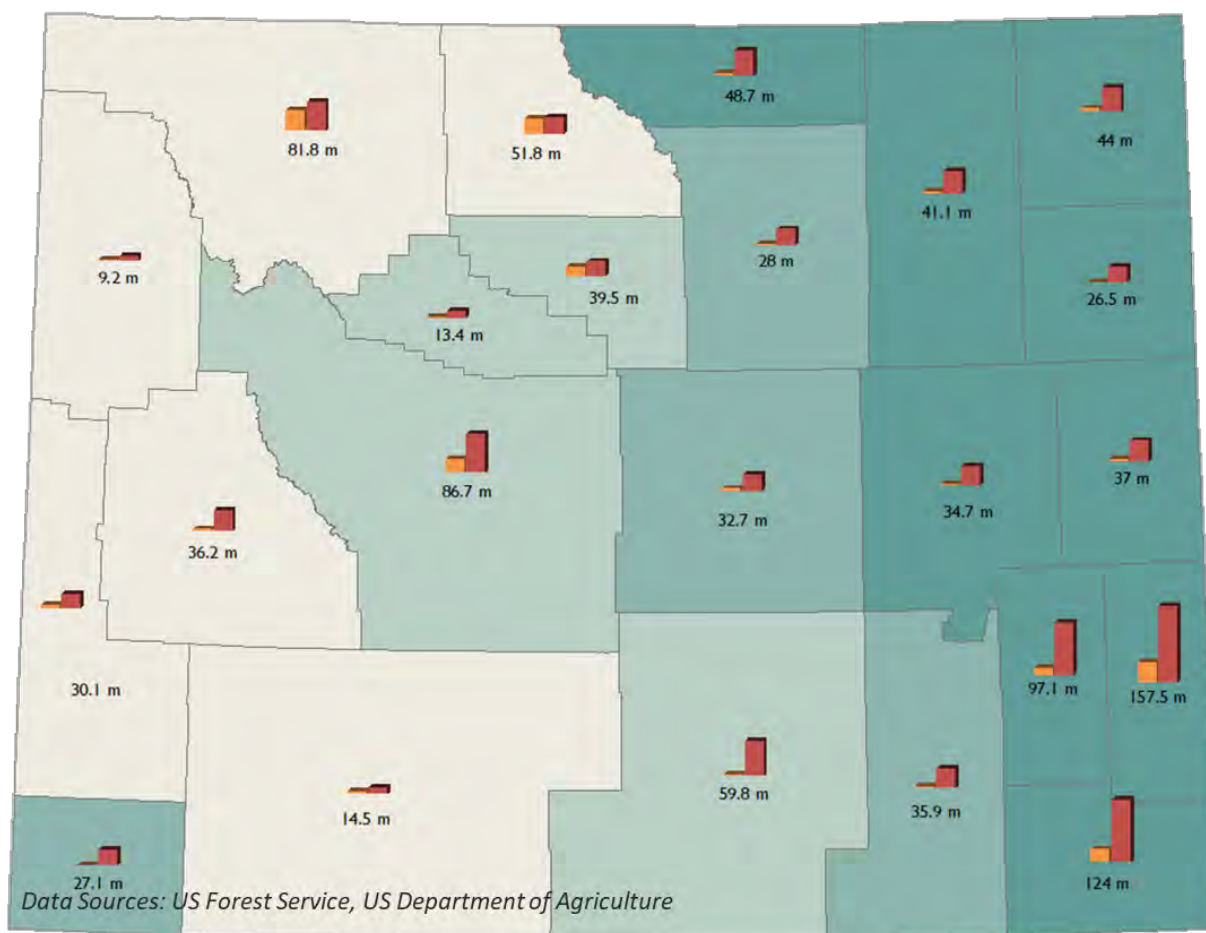 48.7 m
44 m
81.8 m
51.8 m
41.1 m
28 m
9.2 m
39.5 m
26.5 m
13.4 m
86.7 m
32.7 m
34.7 m
37 m
36.2 m
30.1 m
97.1 m
157.5 m
59.8 m
35.9 m
14.5 m
27.1 m
124 m
Data Sources: US Forest Service, US Department of Agriculture